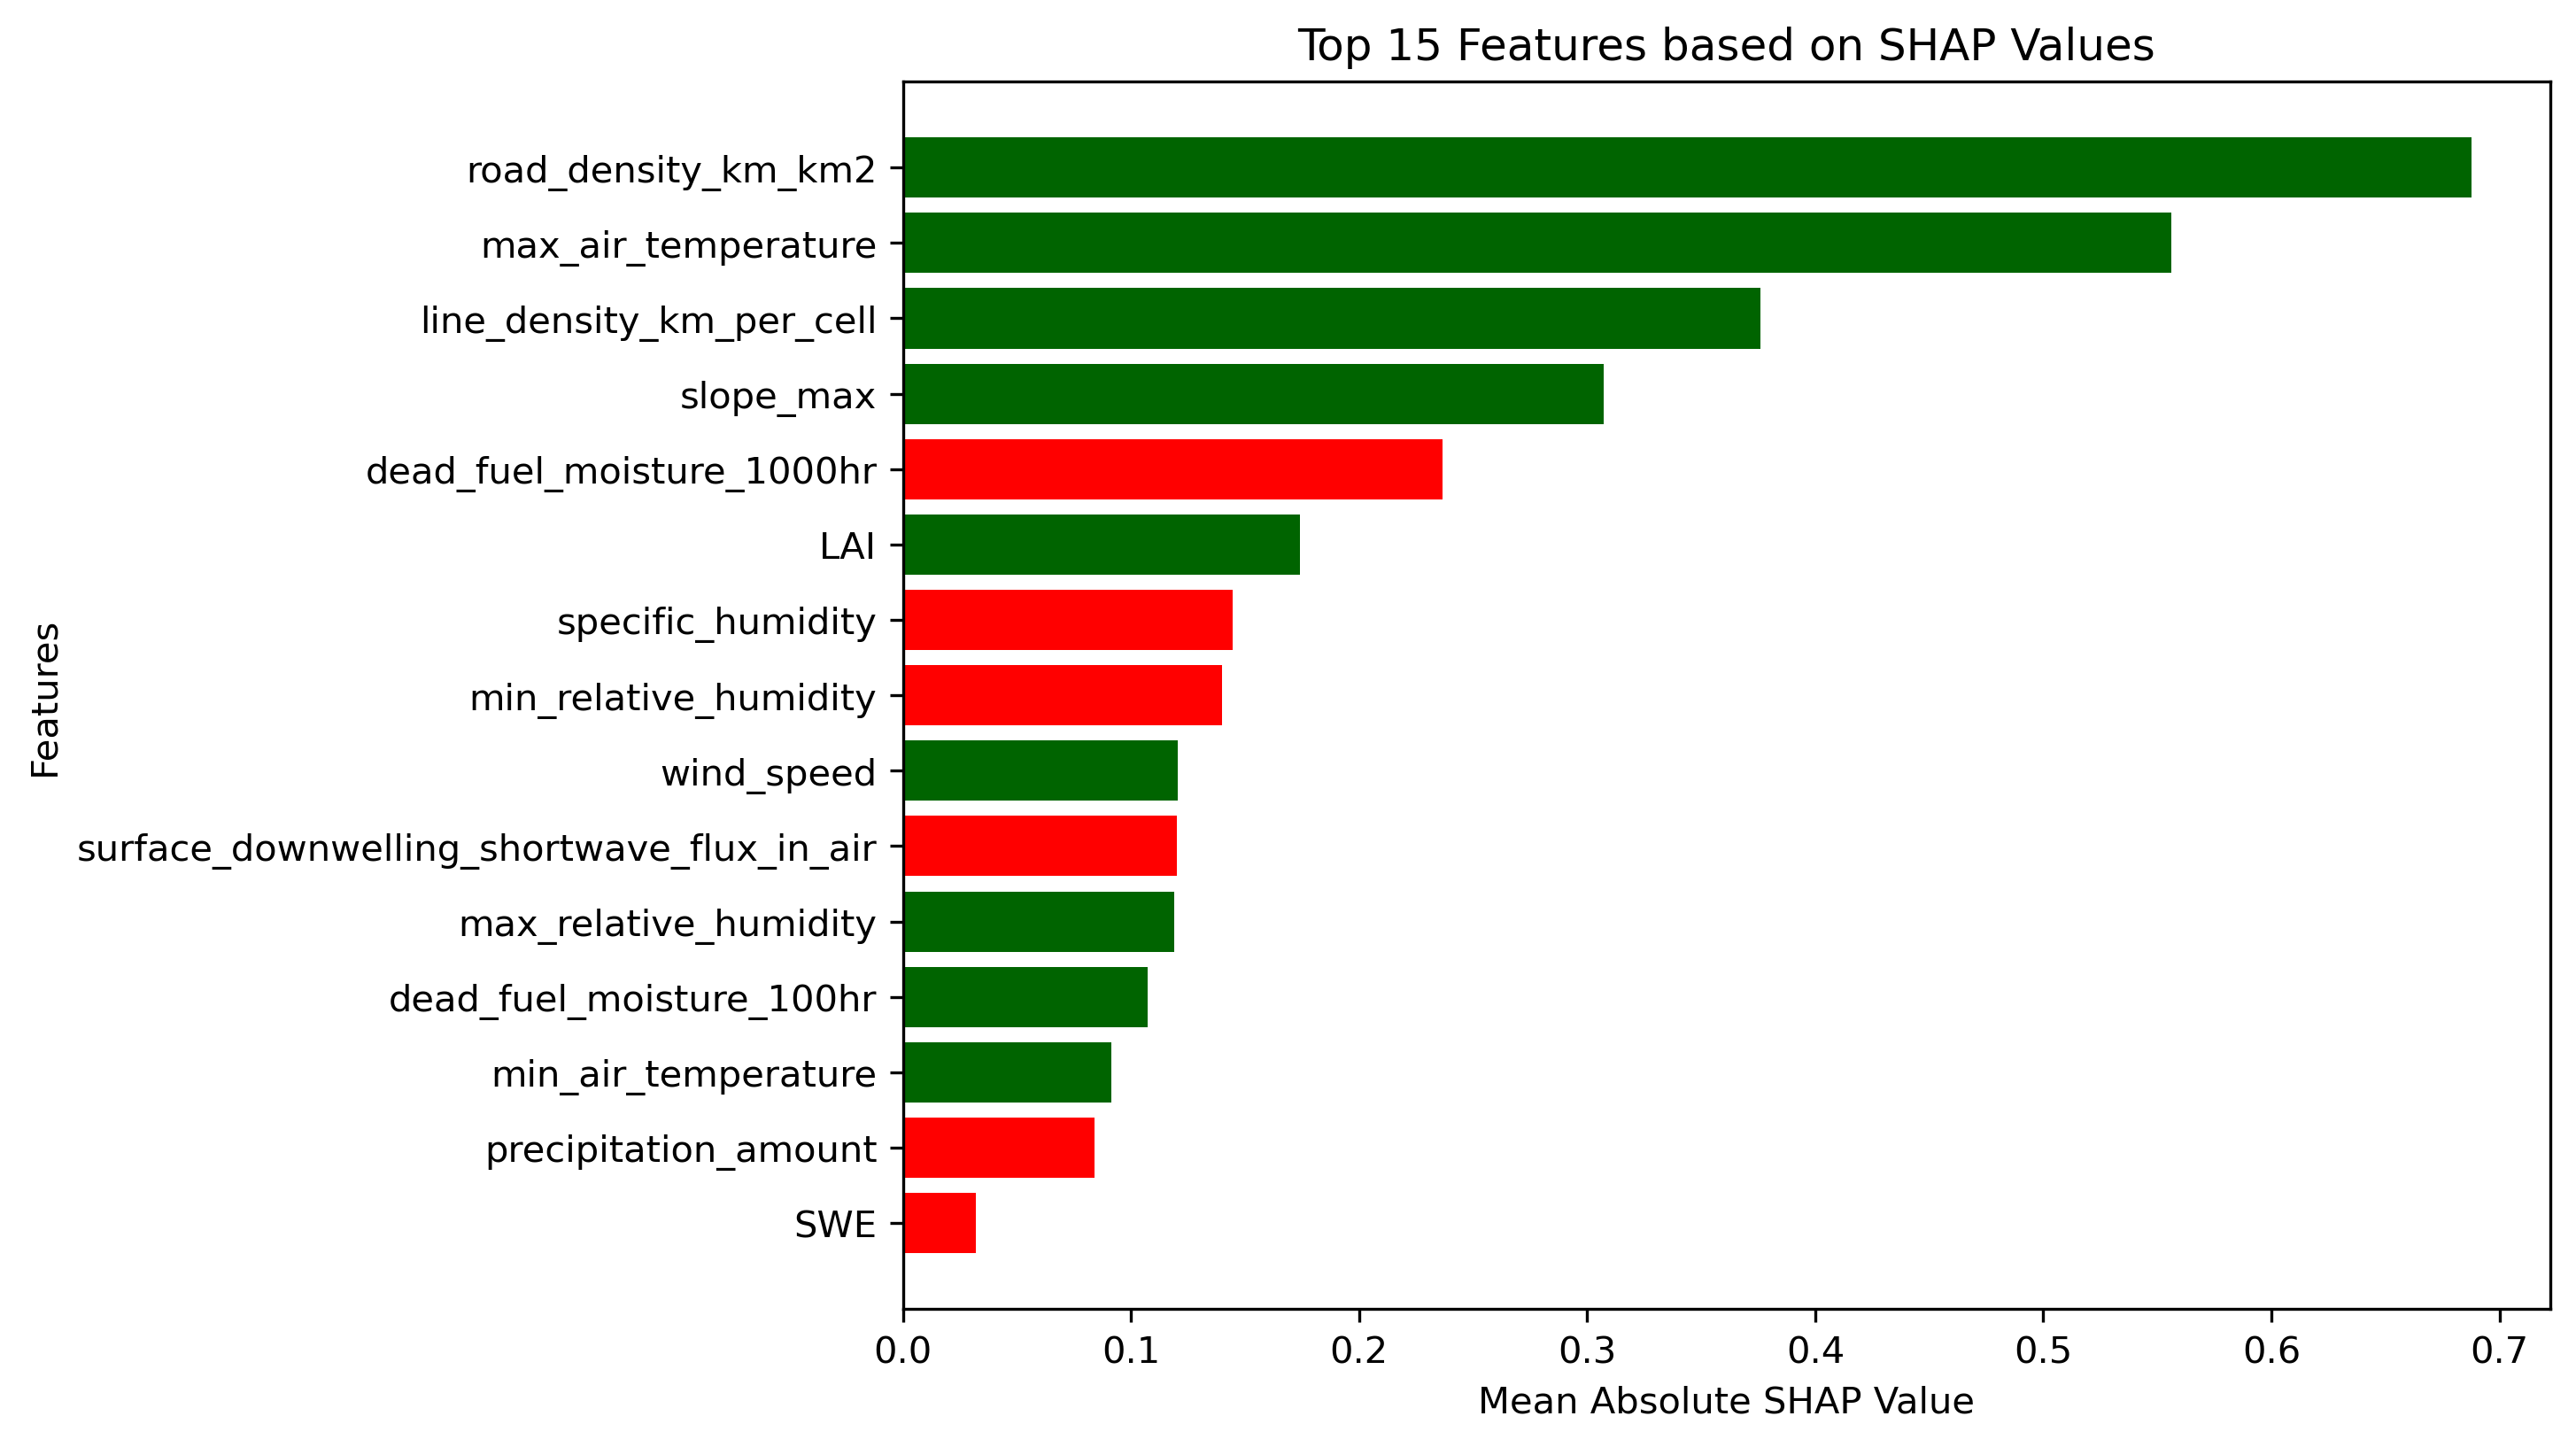 Top 15 Features based on SHAP Values
Features
road_density_km_km2
max_air_temperature
line_density_km_per_cell
slope_max
dead_fuel_moisture_1000hr
LAI
specific_humidity
min_relative_humidity
wind_speed
surface_downwelling_shortwave_flux_in_air
max_relative_humidity
dead_fuel_moisture_100hr
min_air_temperature
precipitation_amount
SWE
0.0 0.1 0.2 0.3 0.4 0.5 0.6 0.7
Mean Absolute SHAP Value